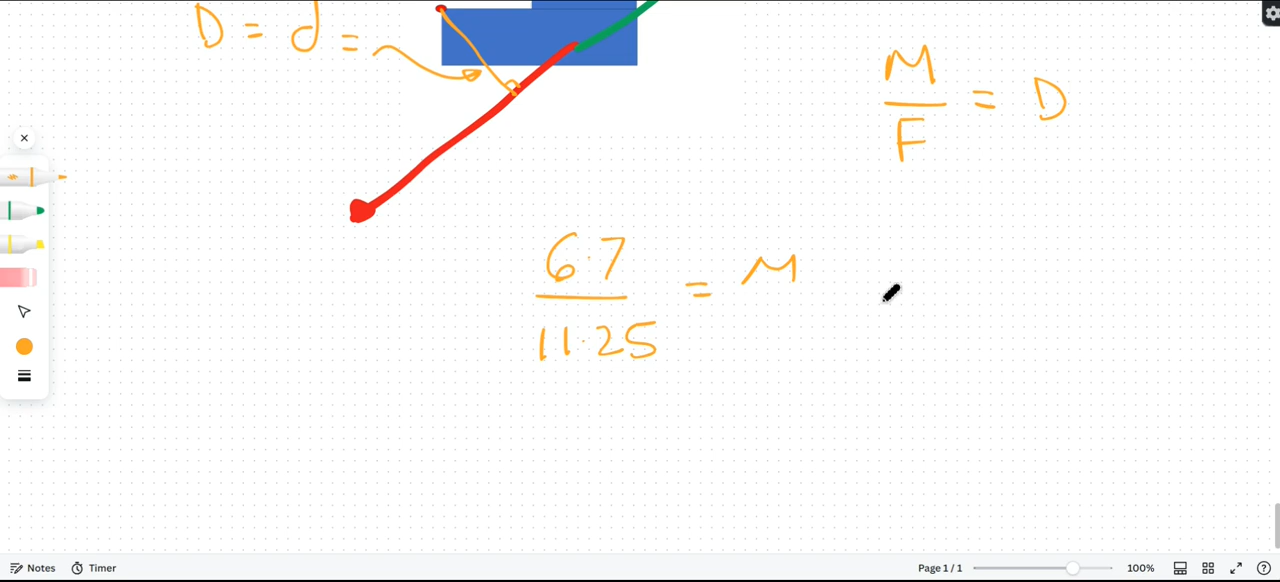 D = d =
M
F
= D
6.7
11.25
= M
Notes
Timer
Page 1 / 1
100%